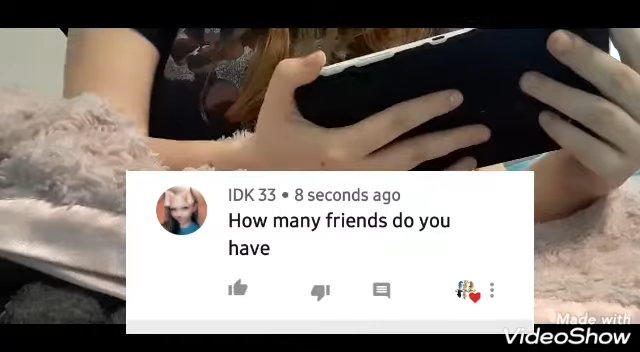 IDK 33 • 8 seconds ago
How many friends do you
have
Made with
VideoShow